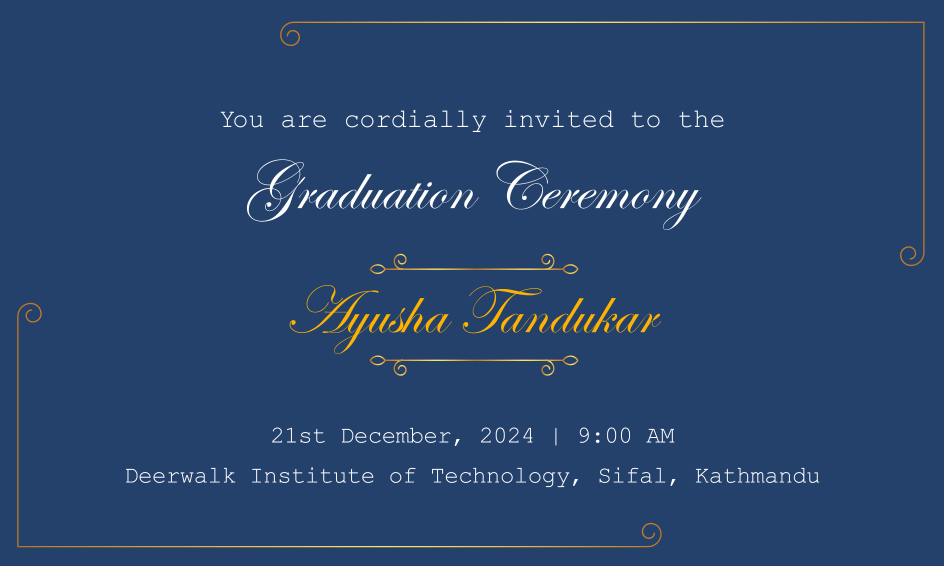 You are cordially invited to the
Graduation Ceremony
Ayusha Tandukar
21st December, 2024 | 9:00 AM
Deerwalk Institute of Technology, Sifal, Kathmandu